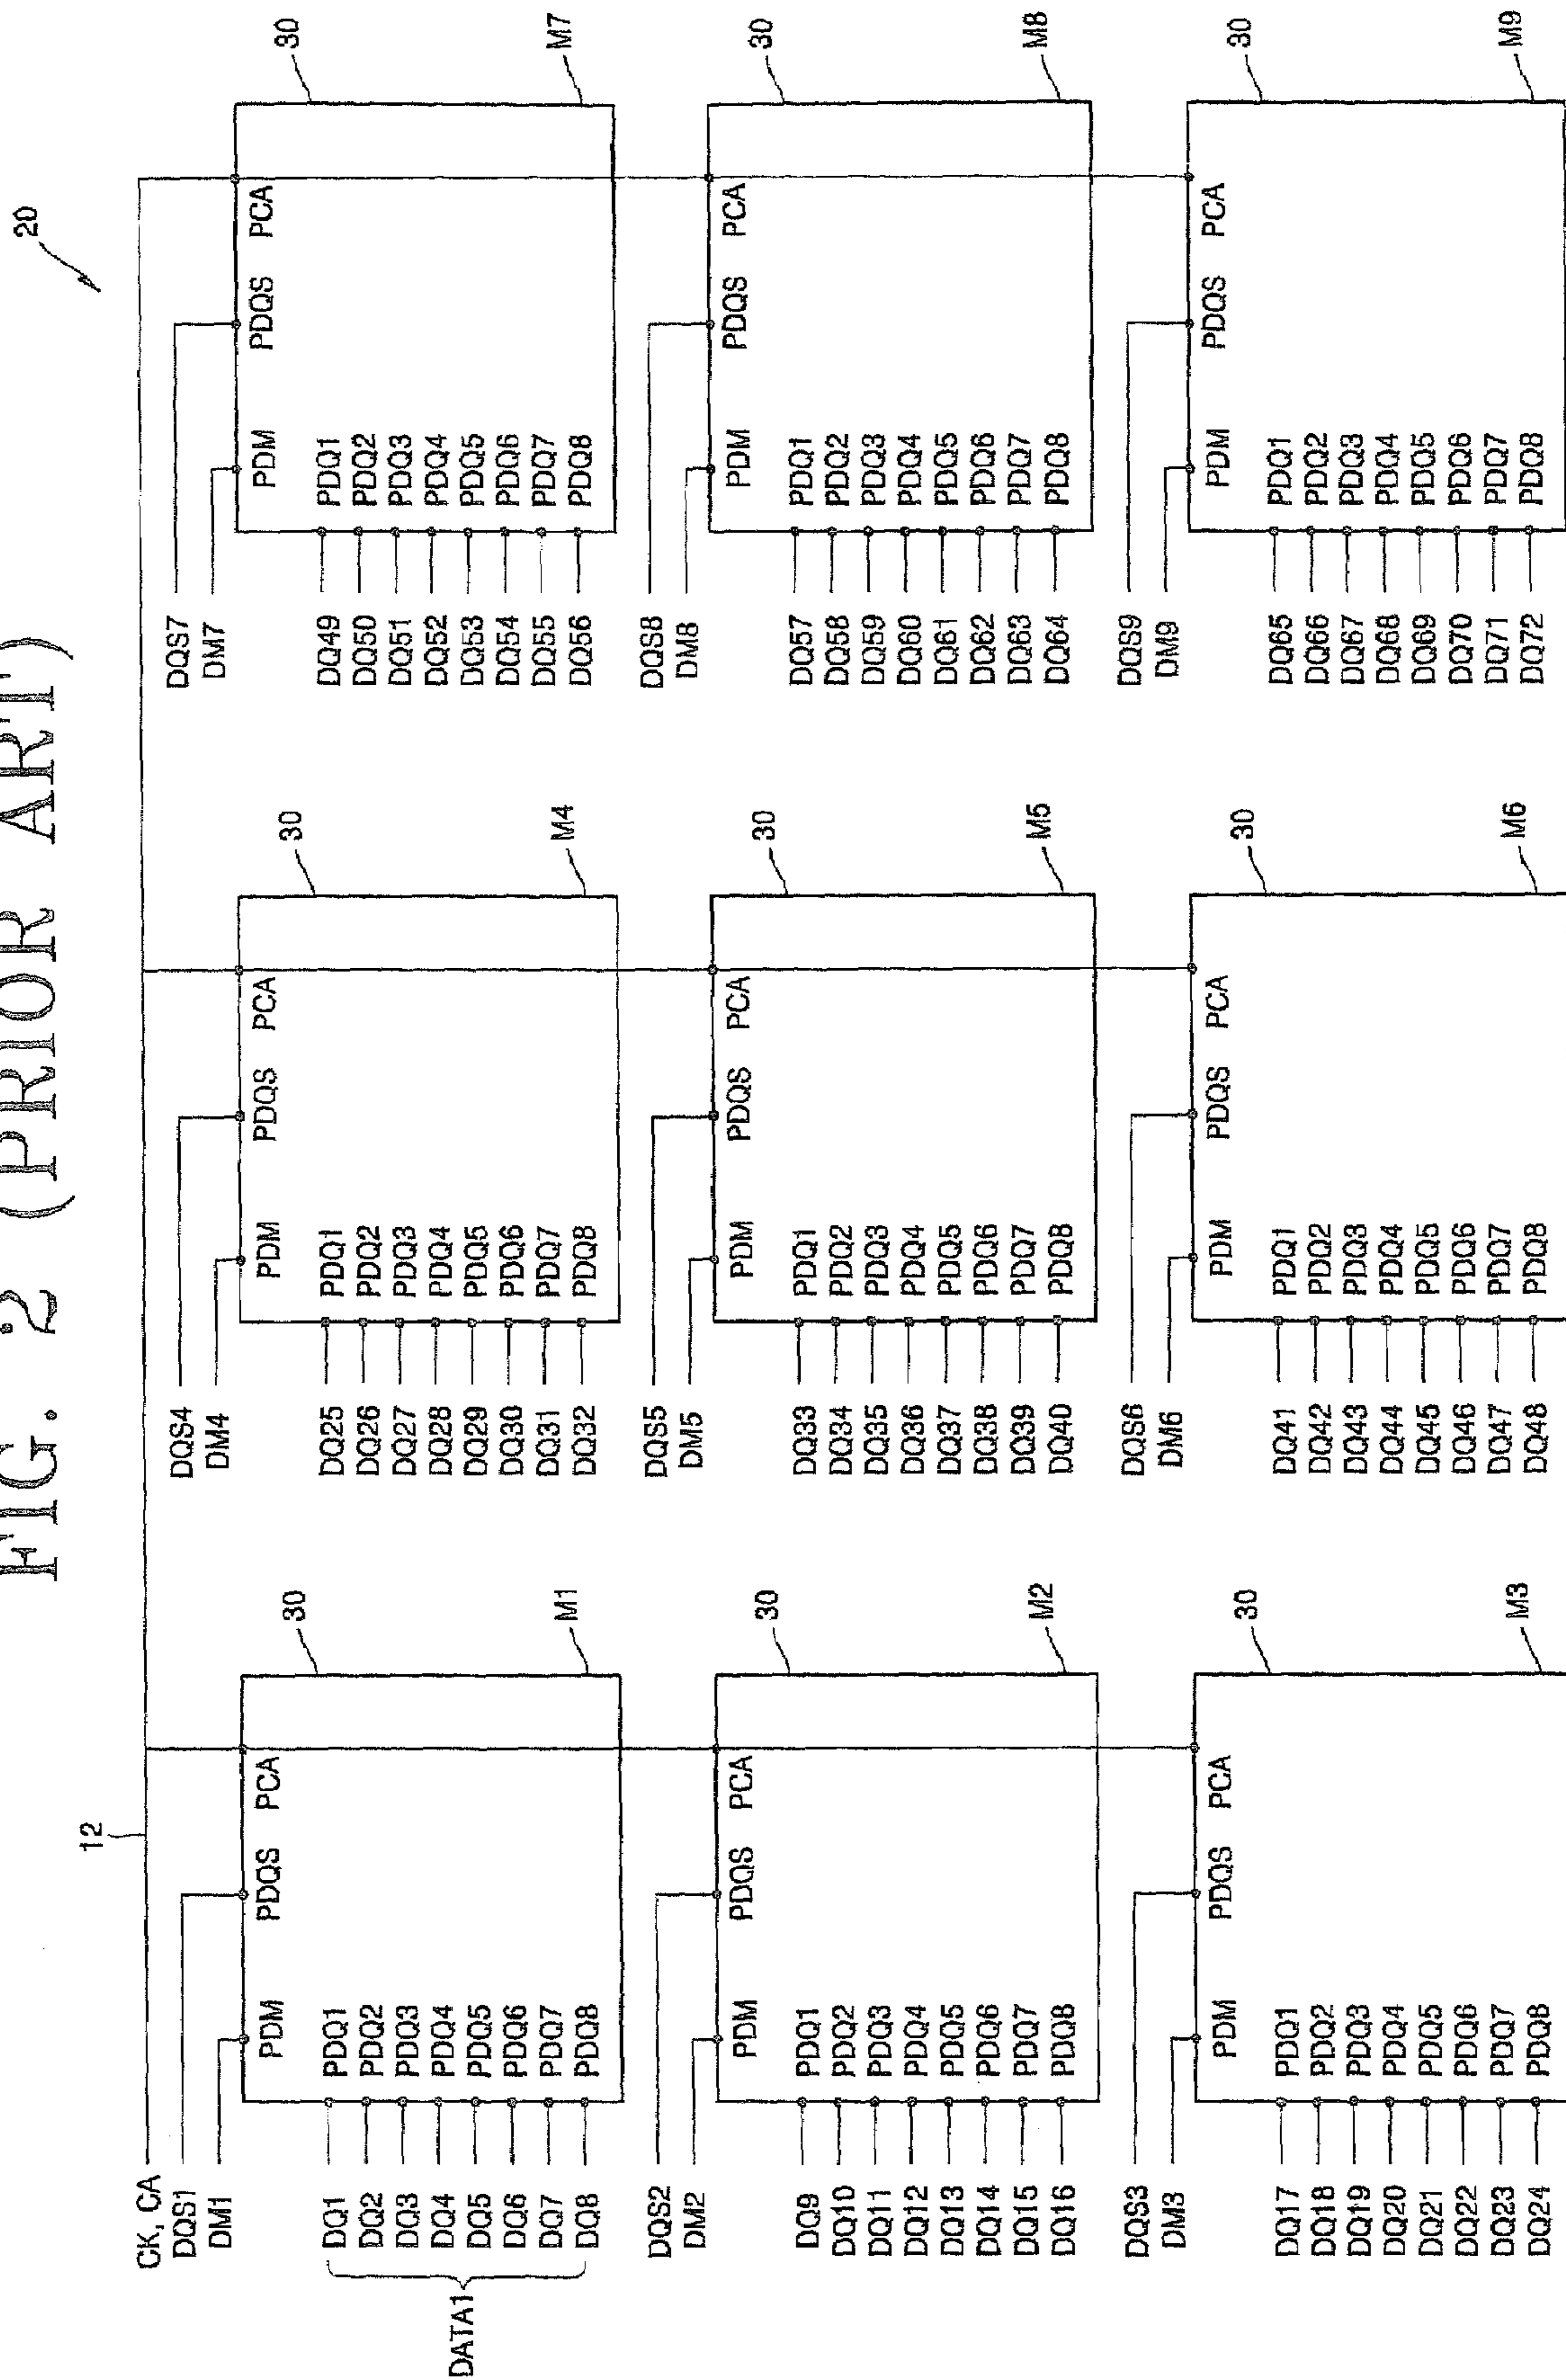 FIG. 2 (PRIOR ART)
20
12
CK, CA
DQS1
DM1
PDM PDQS PCA
30
M1
DATA1
DQ1 PDQ1
DQ2 PDQ2
DQ3 PDQ3
DQ4 PDQ4
DQ5 PDQ5
DQ6 PDQ6
DQ7 PDQ7
DQ8 PDQ8
DQS4
DM4
PDM PDQS PCA
30
M4
DQ25 PDQ1
DQ26 PDQ2
DQ27 PDQ3
DQ28 PDQ4
DQ29 PDQ5
DQ30 PDQ6
DQ31 PDQ7
DQ32 PDQ8
DQS7
DM7
PDM PDQS PCA
30
M7
DQ49 PDQ1
DQ50 PDQ2
DQ51 PDQ3
DQ52 PDQ4
DQ53 PDQ5
DQ54 PDQ6
DQ55 PDQ7
DQ56 PDQ8
DQS2
DM2
PDM PDQS PCA
30
M2
DQ9 PDQ1
DQ10 PDQ2
DQ11 PDQ3
DQ12 PDQ4
DQ13 PDQ5
DQ14 PDQ6
DQ15 PDQ7
DQ16 PDQ8
DQS5
DM5
PDM PDQS PCA
30
M5
DQ33 PDQ1
DQ34 PDQ2
DQ35 PDQ3
DQ36 PDQ4
DQ37 PDQ5
DQ38 PDQ6
DQ39 PDQ7
DQ40 PDQ8
DQS8
DM8
PDM PDQS PCA
30
M8
DQ57 PDQ1
DQ58 PDQ2
DQ59 PDQ3
DQ60 PDQ4
DQ61 PDQ5
DQ62 PDQ6
DQ63 PDQ7
DQ64 PDQ8
DQS3
DM3
PDM PDQS PCA
30
M3
DQ17 PDQ1
DQ18 PDQ2
DQ19 PDQ3
DQ20 PDQ4
DQ21 PDQ5
DQ22 PDQ6
DQ23 PDQ7
DQ24 PDQ8
DQS6
DM6
PDM PDQS PCA
30
M6
DQ41 PDQ1
DQ42 PDQ2
DQ43 PDQ3
DQ44 PDQ4
DQ45 PDQ5
DQ46 PDQ6
DQ47 PDQ7
DQ48 PDQ8
DQS9
DM9
PDM PDQS PCA
30
M9
DQ65 PDQ1
DQ66 PDQ2
DQ67 PDQ3
DQ68 PDQ4
DQ69 PDQ5
DQ70 PDQ6
DQ71 PDQ7
DQ72 PDQ8